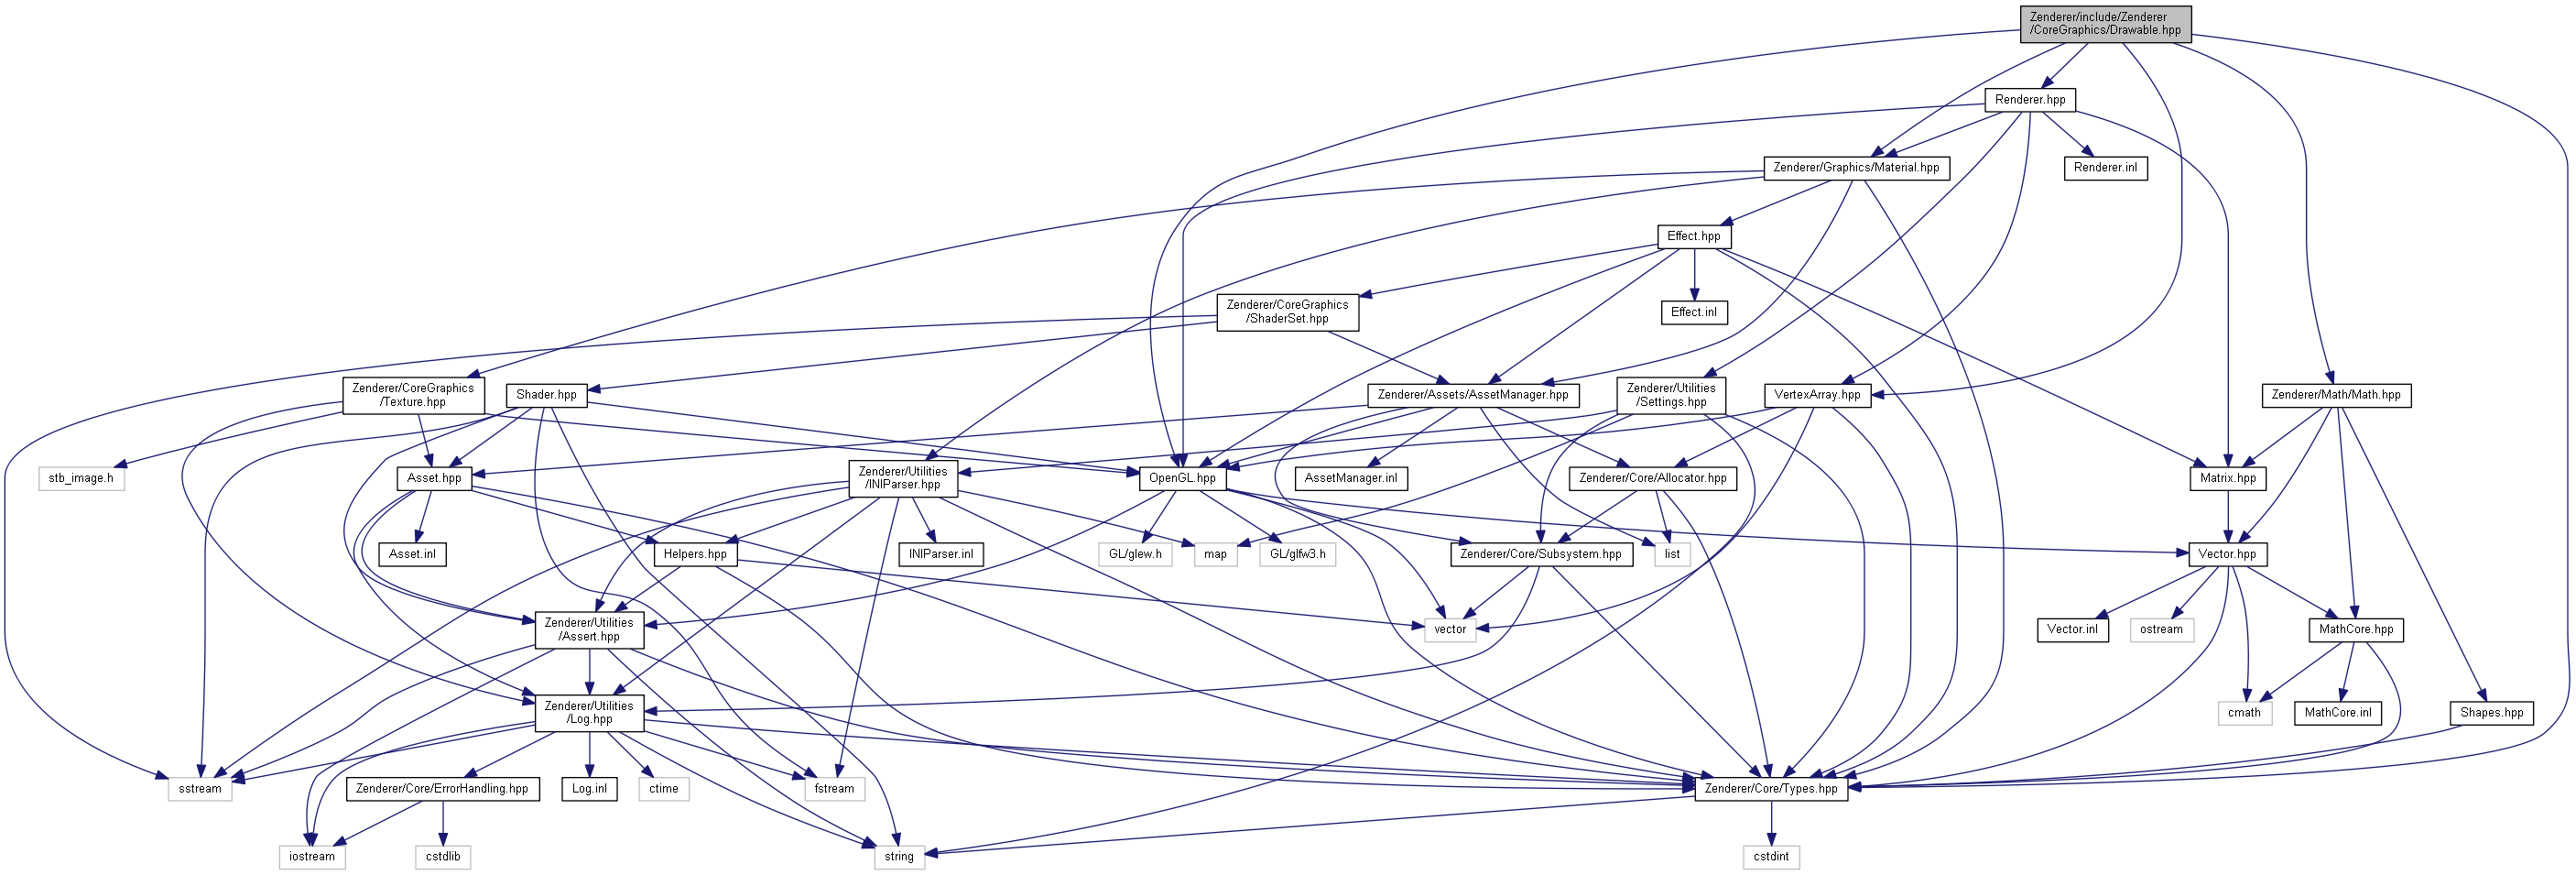 Zenderer/include/Zenderer
/CoreGraphics/Drawable.hpp
Renderer.hpp
Zenderer/Graphics/Material.hpp
Renderer.inl
Effect.hpp
Zenderer/CoreGraphics
/ShaderSet.hpp
Effect.inl
Zenderer/CoreGraphics
/Texture.hpp
Shader.hpp
Zenderer/Assets/AssetManager.hpp
Zenderer/Utilities
/Settings.hpp
VertexArray.hpp
Zenderer/Math/Math.hpp
stb_image.h
Asset.hpp
Zenderer/Utilities
/INIParser.hpp
OpenGL.hpp
AssetManager.inl
Zenderer/Core/Allocator.hpp
Matrix.hpp
Asset.inl
Helpers.hpp
INIParser.inl
GL/glew.h
map
GL/glfw3.h
Zenderer/Core/Subsystem.hpp
list
Vector.hpp
Zenderer/Utilities
/Assert.hpp
vector
Vector.inl
ostream
MathCore.hpp
Zenderer/Utilities
/Log.hpp
cmath
MathCore.inl
Shapes.hpp
sstream
Zenderer/Core/ErrorHandling.hpp
Log.inl
ctime
fstream
Zenderer/Core/Types.hpp
iostream
cstdlib
string
cstdint